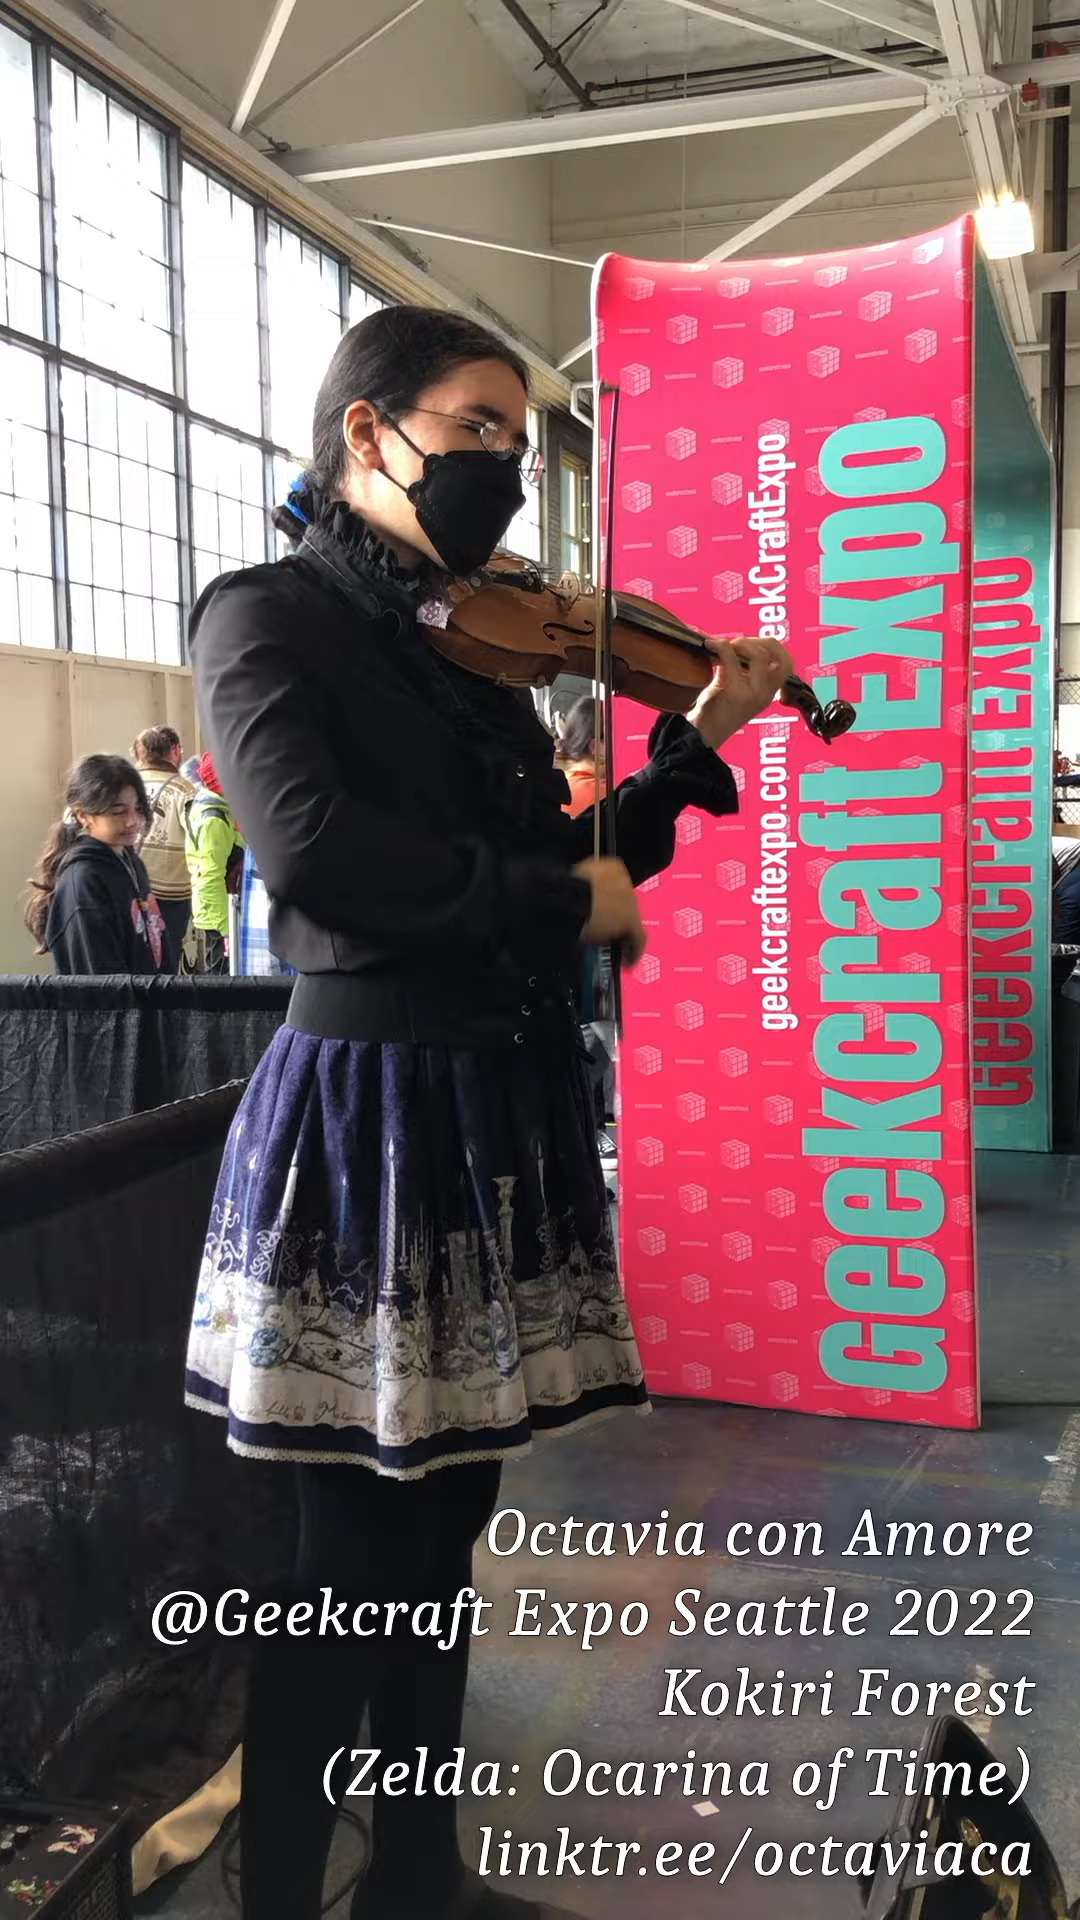 geekcraftexpo.com |
eekCraftExpo
Geekcraft Expo
Geekcraft Expo
Octavia con Amore
@Geekcraft Expo Seattle 2022
Kokiri Forest
(Zelda: Ocarina of Time)
linktr.ee/octaviaca